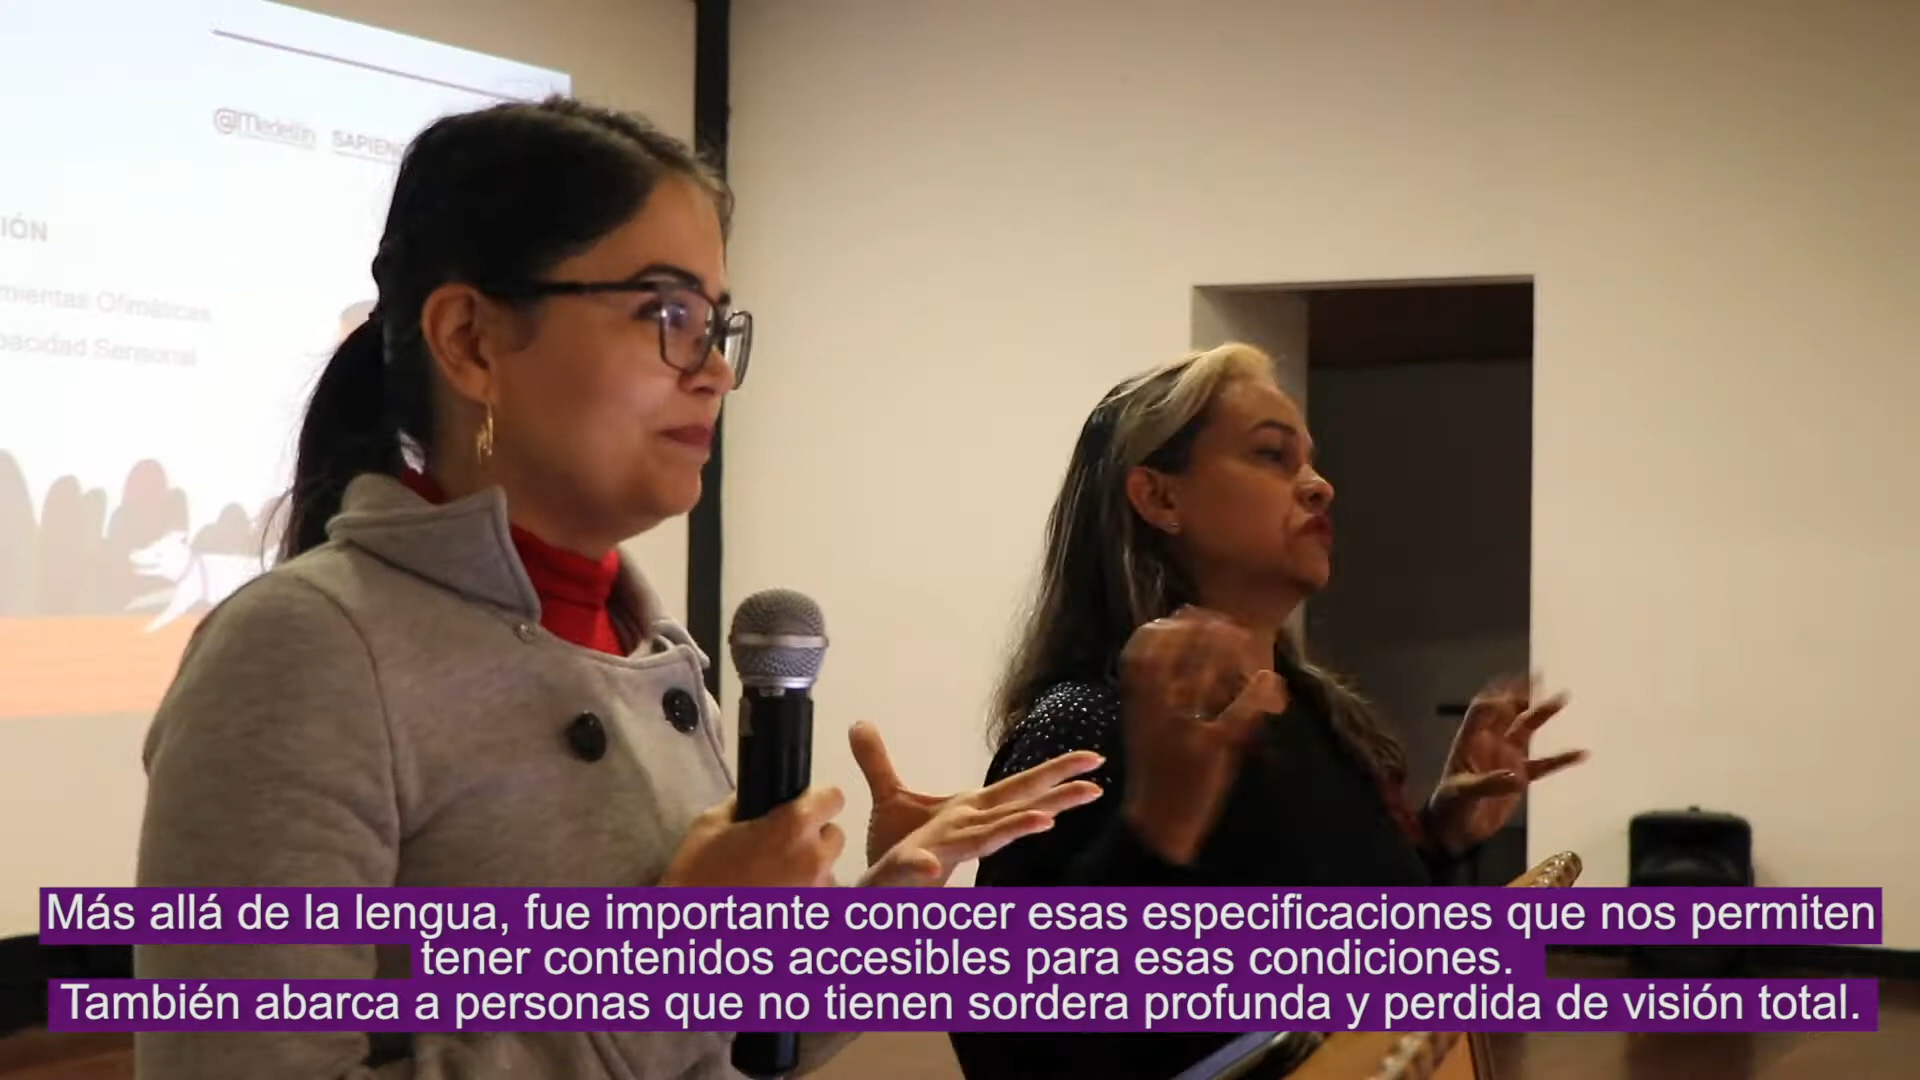 @Medellín SAPIENC
IÓN
mientas Ofimáticas
pacidad Sensorial
Más allá de la lengua, fue importante conocer esas especificaciones que nos permiten
tener contenidos accesibles para esas condiciones.
También abarca a personas que no tienen sordera profunda y perdida de visión total.